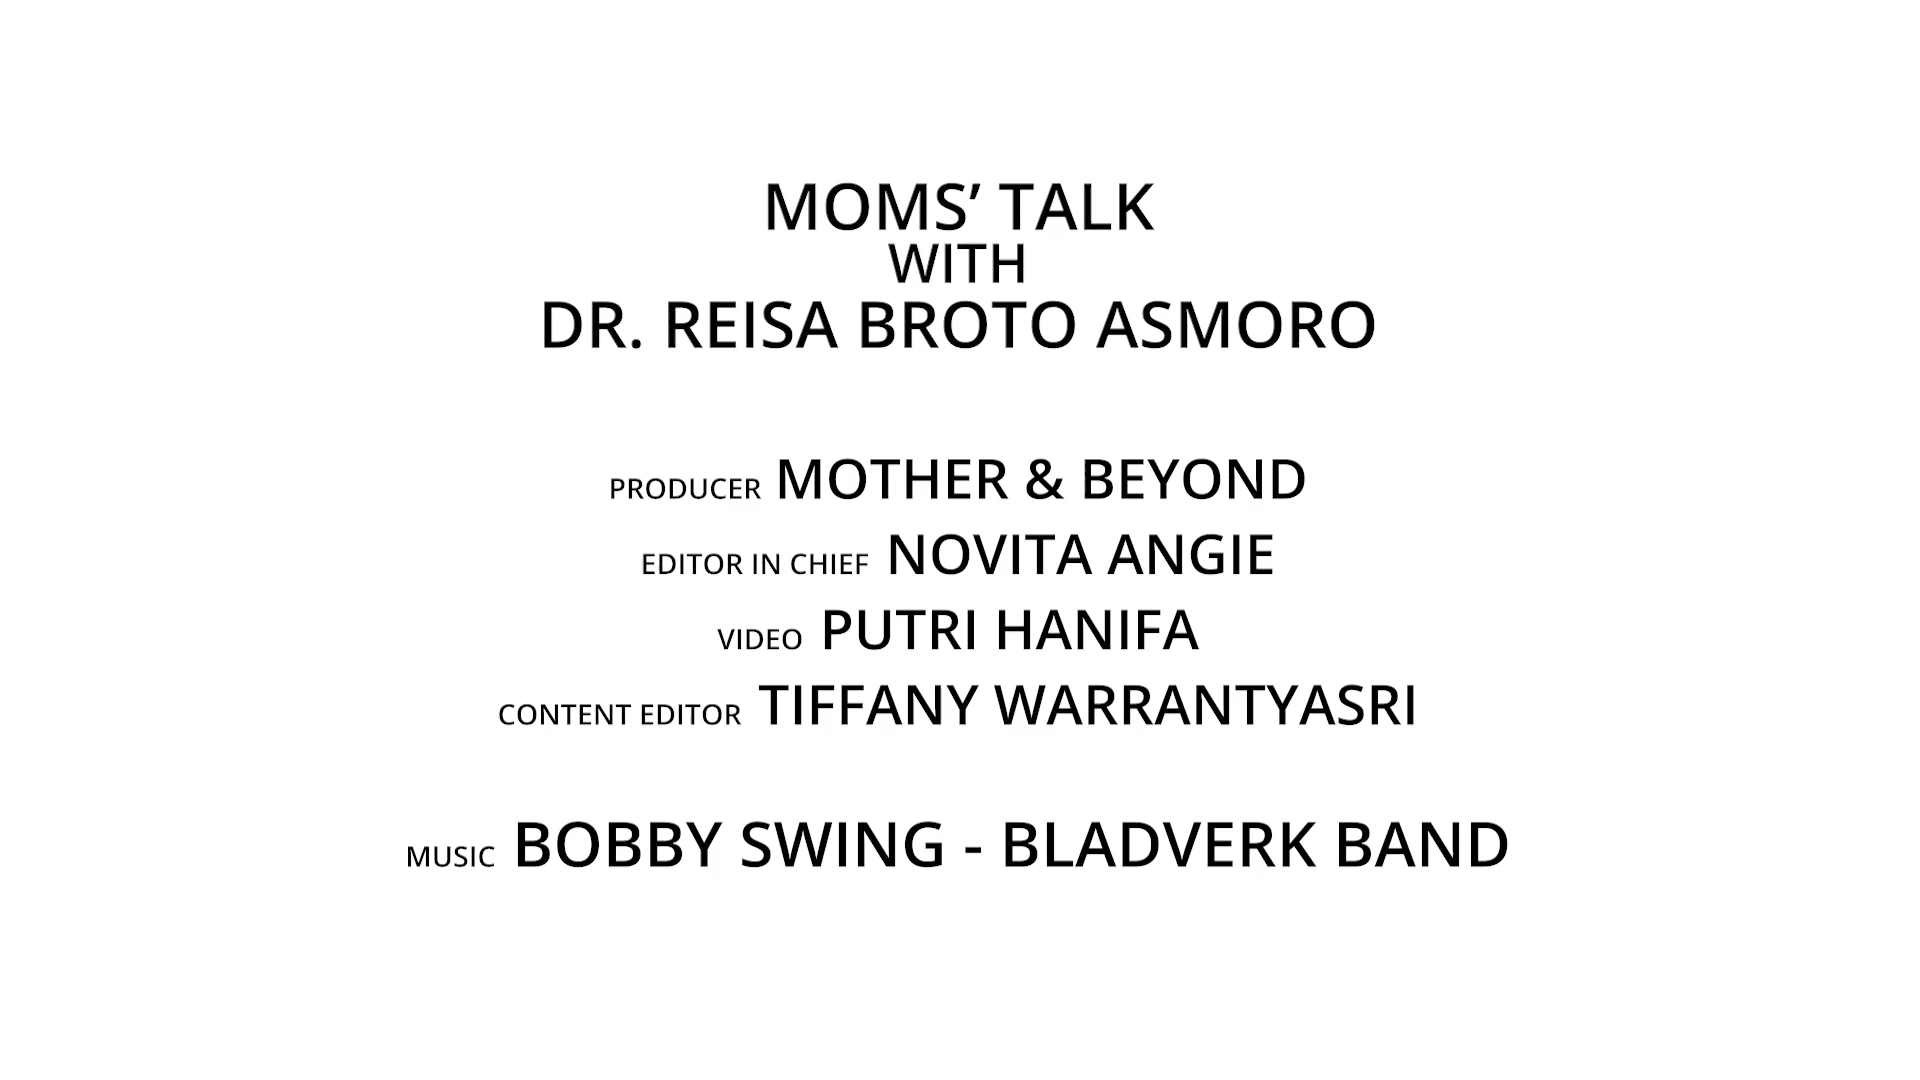 MOMS’ TALK
WITH
DR. REISA BROTO ASMORO
PRODUCER MOTHER & BEYOND
EDITOR IN CHIEF NOVITA ANGIE
VIDEO PUTRI HANIFA
CONTENT EDITOR TIFFANY WARRANTYASRI
MUSIC BOBBY SWING - BLADVERK BAND